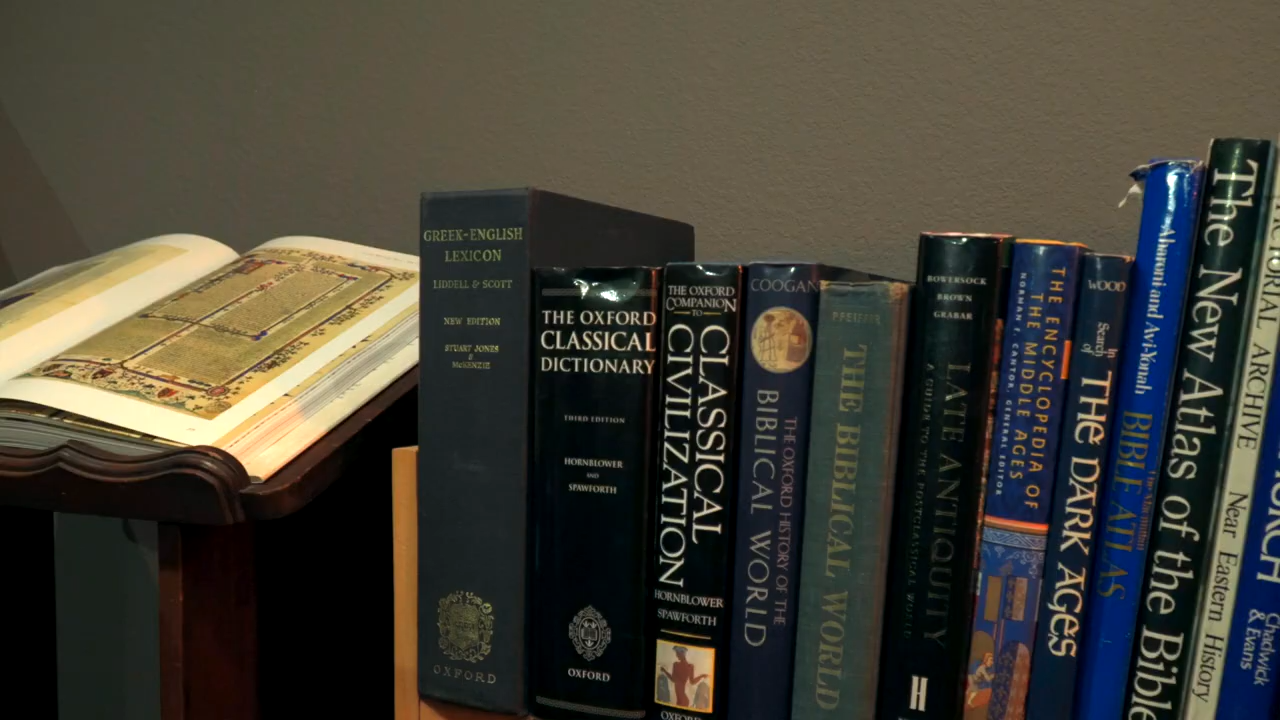 GREEK-ENGLISH
LEXICON
LIDDELL & SCOTT
NEW EDITION
STUART JONES
&
McKENZIE
OXFORD
THE OXFORD
CLASSICAL
DICTIONARY
THIRD EDITION
HORNBLOWER
AND
SPAWFORTH
OXFORD
THE OXFORD
COMPANION
TO
CLASSICAL
CIVILIZATION
HORNBLOWER
SPAWFORTH
OXFORD
COOGAN
THE OXFORD HISTORY OF THE
BIBLICAL WORLD
PFEIFFER
THE BIBLICAL WORLD
BOWERSOCK
BROWN
GRABAR
LATE ANTIQUITY
A GUIDE TO THE POSTCLASSICAL WORLD
H
THE ENCYCLOPEDIA OF
THE MIDDLE AGES
NORMAN F. CANTOR, GENERAL EDITOR
WOOD
In
Search
of
THE DARK AGES
Aharoni and Avi-Yonah
The Macmillan
BIBLE ATLAS
The New Atlas of the Bible
ARCHIVE
Near Eastern History
Chadwick
& Evans